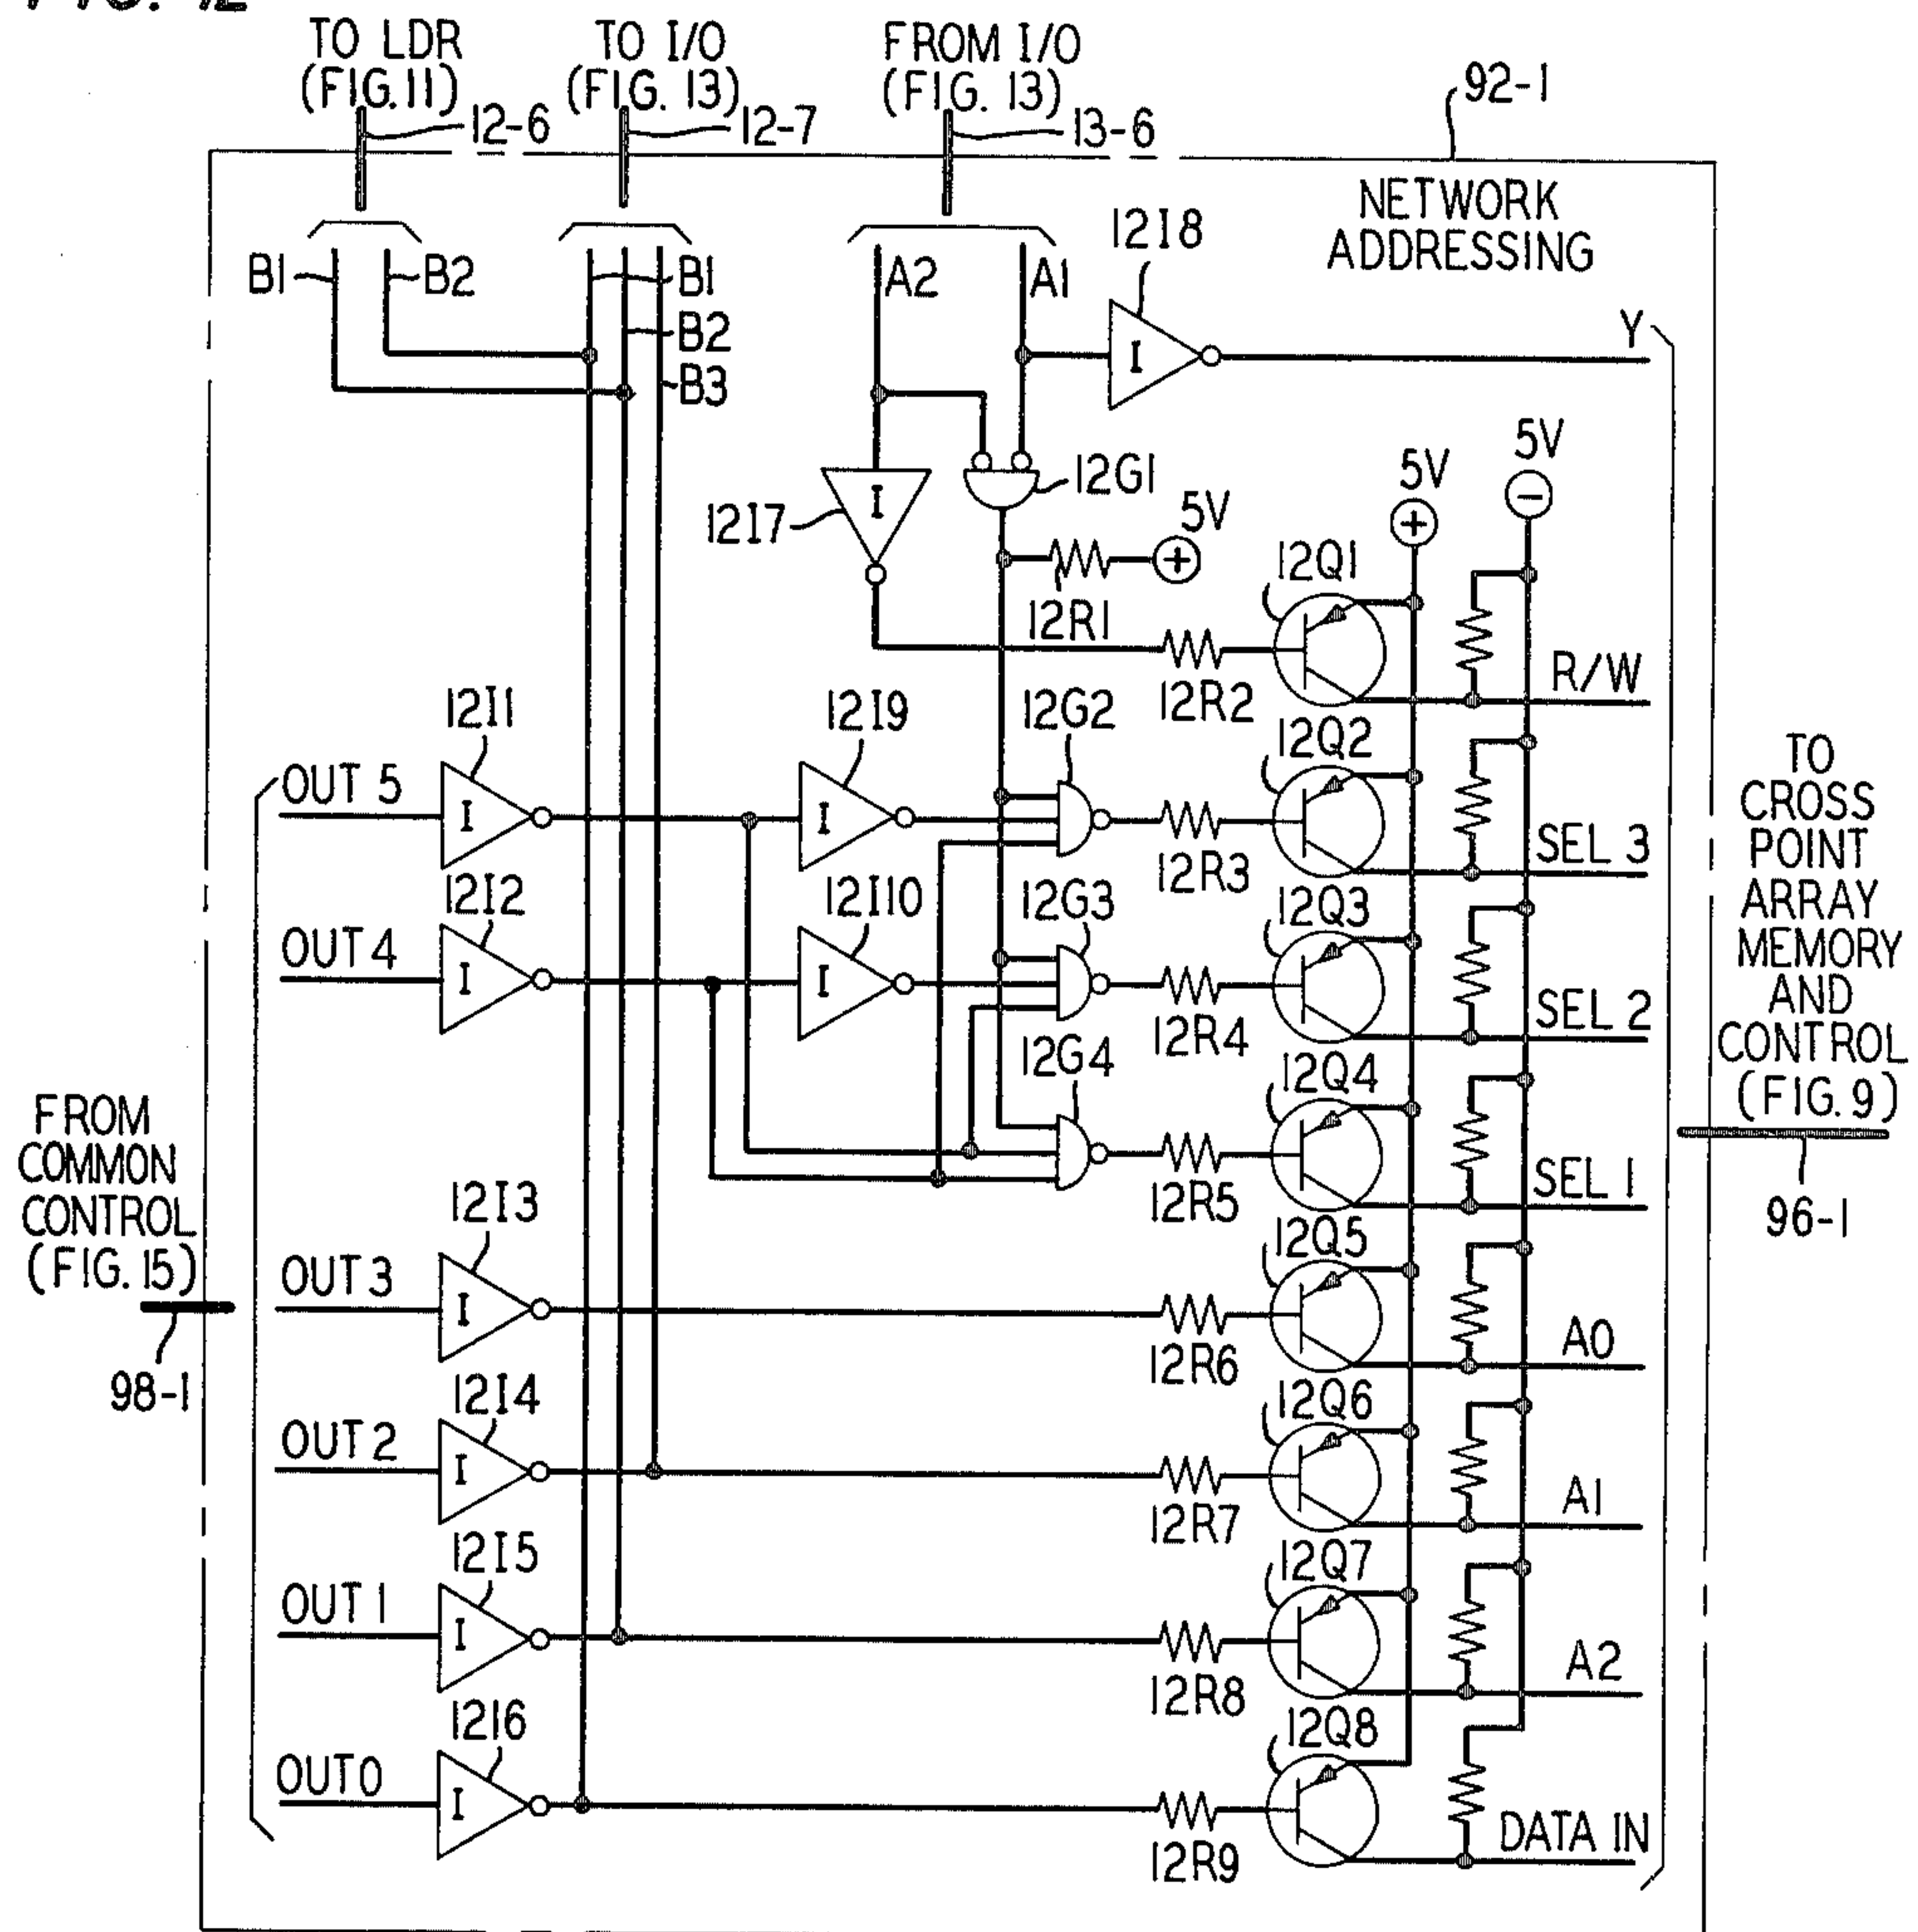 FIG. 12
TO LDR
(FIG. 11)
TO I/O
(FIG. 13)
FROM I/O
(FIG. 13)
12-6
12-7
13-6
92-1
NETWORK
ADDRESSING
B1
B2
B1
B2
B3
A2
A1
12I8
I
Y
12I7
I
12G1
5V
+
12R1
5V
+
5V
−
12Q1
12R2
R/W
OUT 5
12I1
I
12I9
I
12G2
12R3
12Q2
SEL 3
OUT 4
12I2
I
12I10
I
12G3
12R4
12Q3
SEL 2
12G4
12R5
12Q4
SEL 1
OUT 3
12I3
I
12R6
12Q5
A0
OUT 2
12I4
I
12R7
12Q6
A1
OUT 1
12I5
I
12R8
12Q7
A2
OUT 0
12I6
I
12R9
12Q8
DATA IN
FROM
COMMON
CONTROL
(FIG. 15)
98-1
TO
CROSS
POINT
ARRAY
MEMORY
AND
CONTROL
(FIG. 9)
96-1